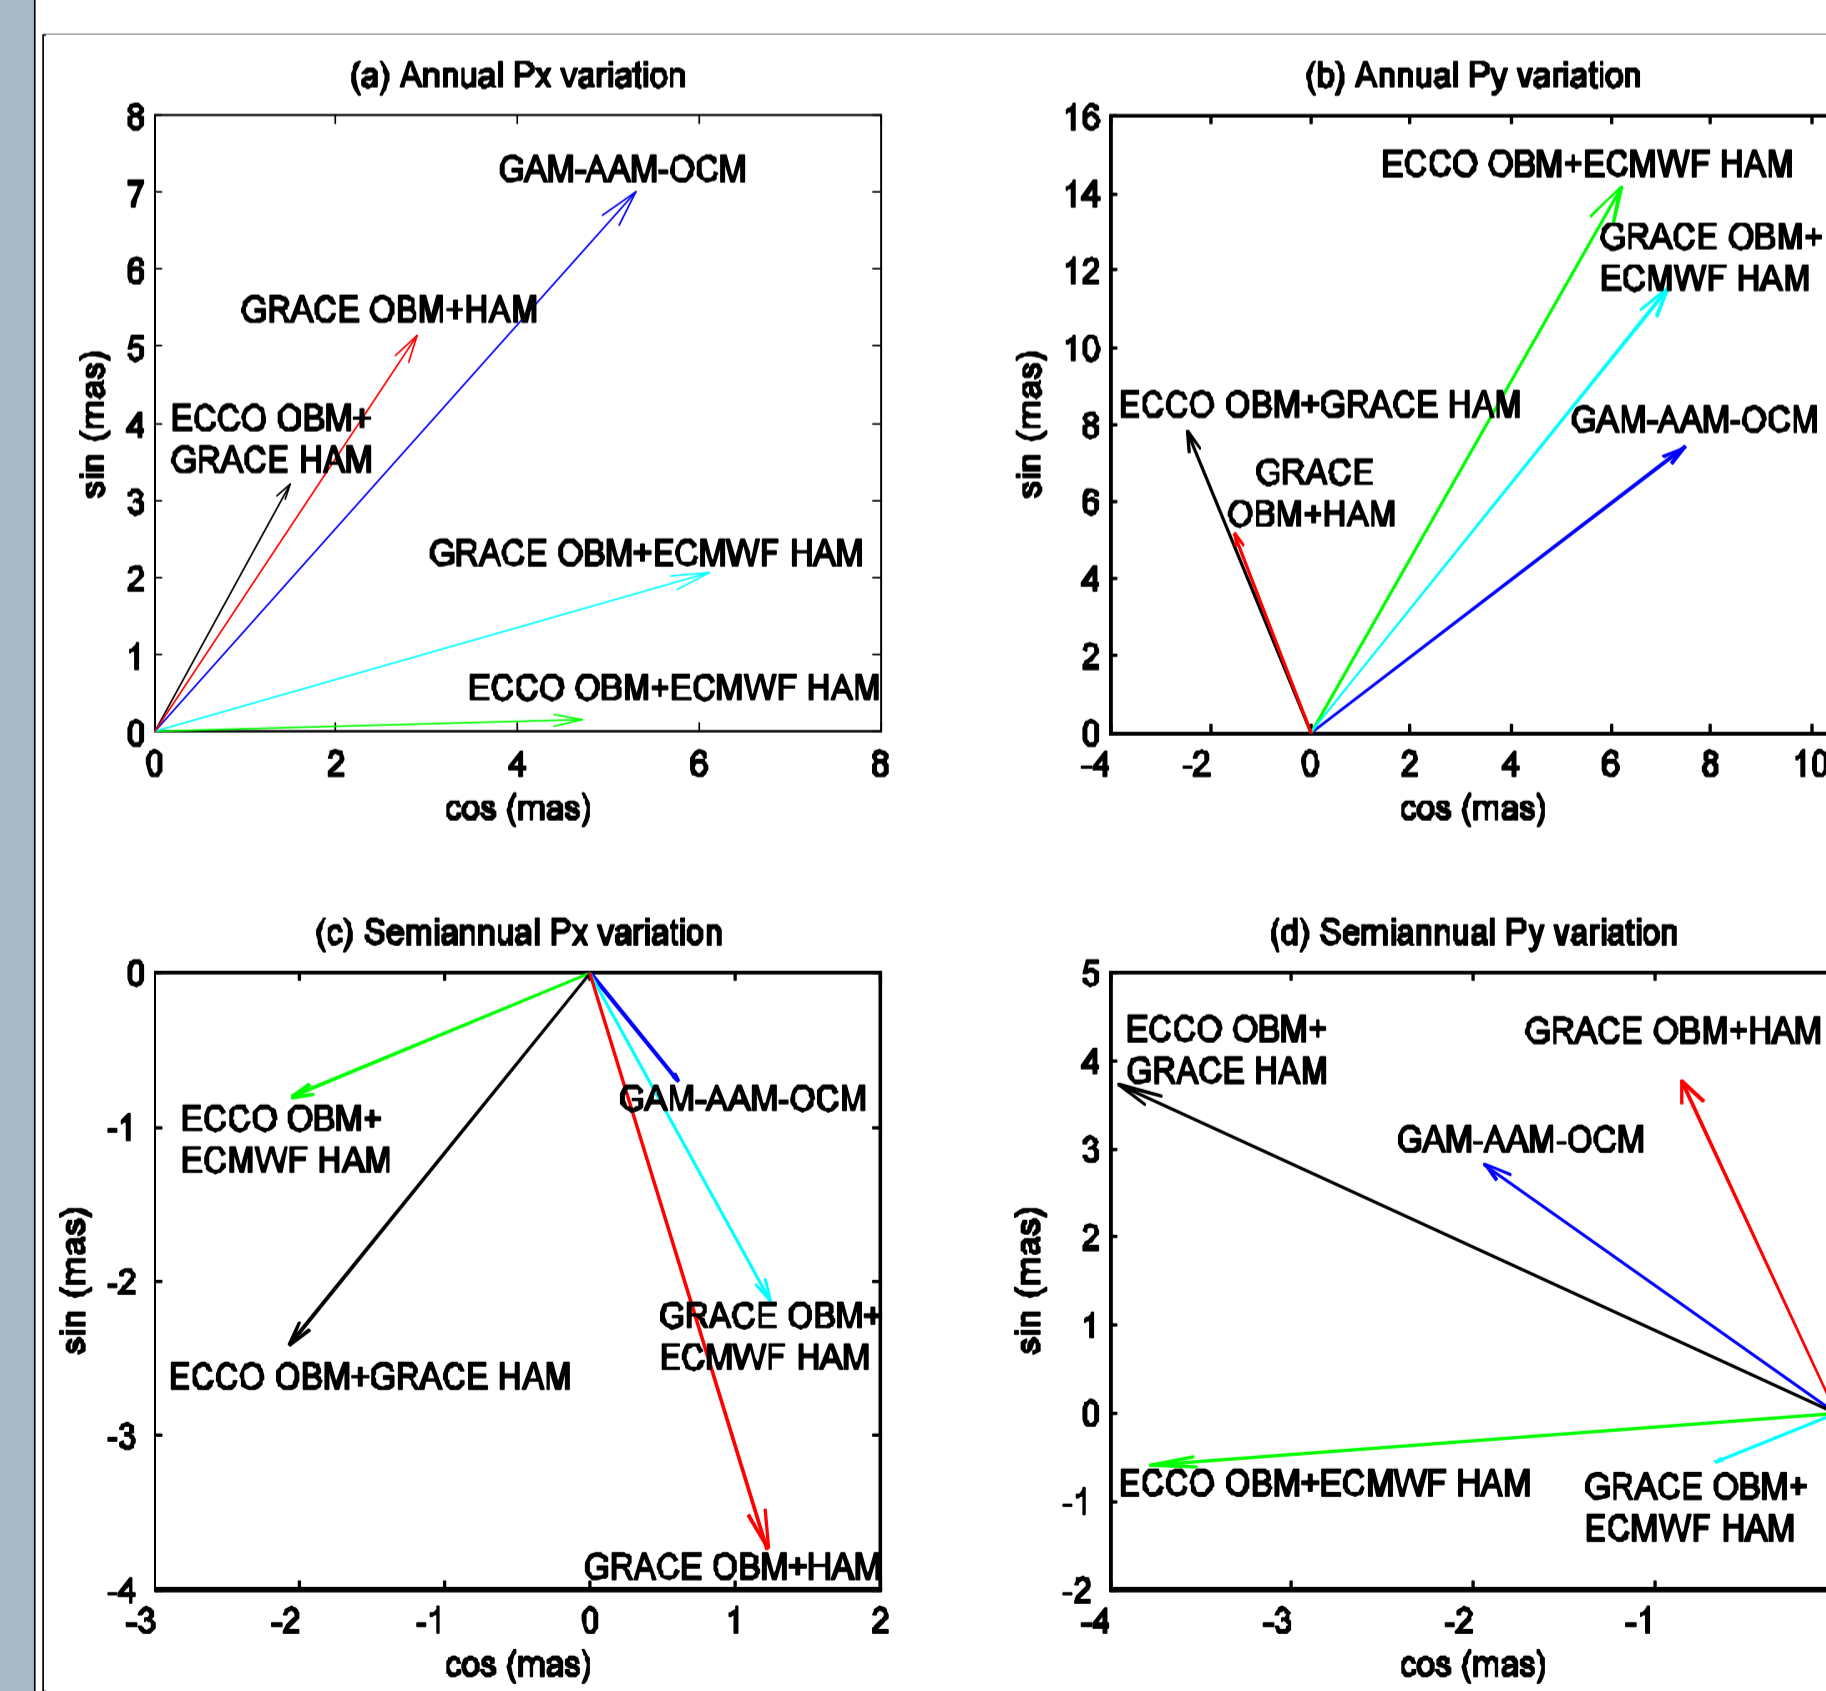 (a) Annual Px variation
8
7
6
5
4
3
2
1
0
sin (mas)
GAM-AAM-OCM
GRACE OBM+HAM
ECCO OBM+
GRACE HAM
GRACE OBM+ECMWF HAM
ECCO OBM+ECMWF HAM
0 2 4 6 8
cos (mas)
(b) Annual Py variation
16
14
12
10
8
6
4
2
0
sin (mas)
ECCO OBM+ECMWF HAM
GRACE OBM+
ECMWF HAM
ECCO OBM+GRACE HAM
GAM-AAM-OCM
GRACE
OBM+HAM
-4 -2 0 2 4 6 8 10
cos (mas)
(c) Semiannual Px variation
0
-1
-2
-3
-4
sin (mas)
GAM-AAM-OCM
ECCO OBM+
ECMWF HAM
GRACE OBM+
ECMWF HAM
ECCO OBM+GRACE HAM
GRACE OBM+HAM
-3 -2 -1 0 1 2
cos (mas)
(d) Semiannual Py variation
5
4
3
2
1
0
-1
-2
sin (mas)
ECCO OBM+
GRACE HAM
GRACE OBM+HAM
GAM-AAM-OCM
ECCO OBM+ECMWF HAM
GRACE OBM+
ECMWF HAM
-4 -3 -2 -1
cos (mas)